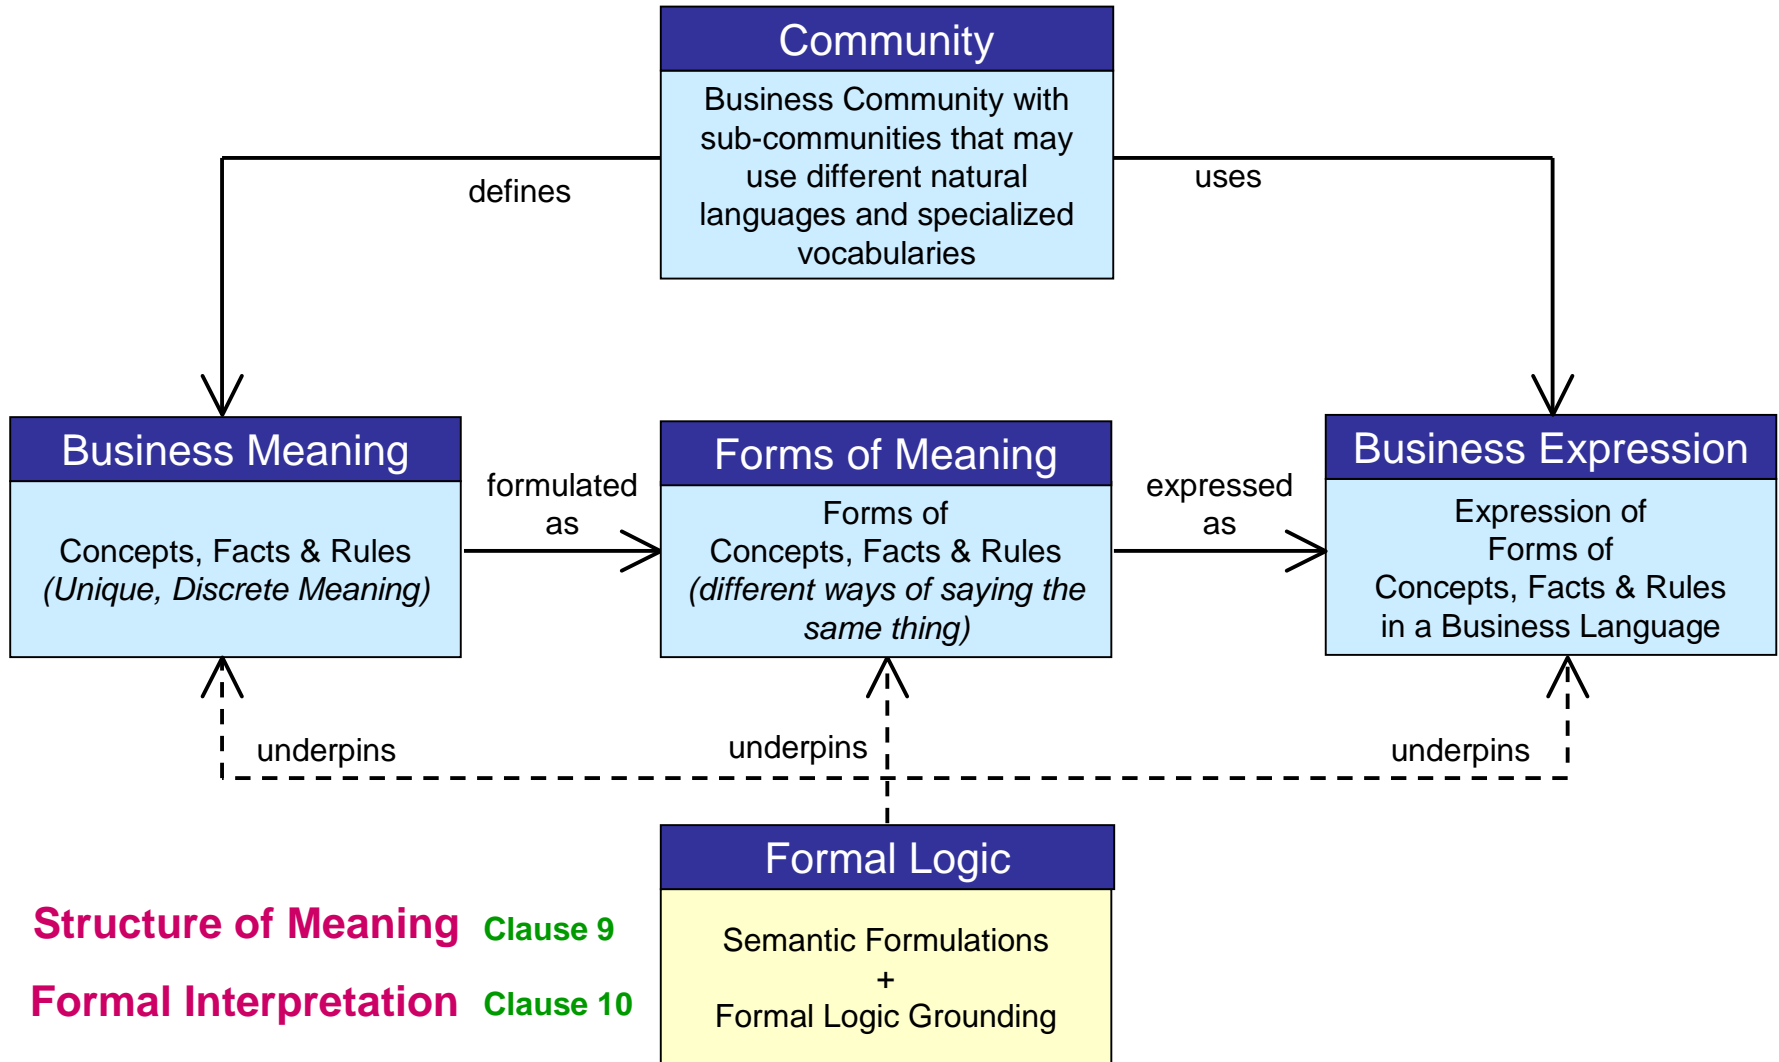 Community
Business Community with
sub-communities that may
use different natural
languages and specialized
vocabularies
defines
uses
Business Meaning
Concepts, Facts & Rules
(Unique, Discrete Meaning)
formulated
as
Forms of Meaning
Forms of
Concepts, Facts & Rules
(different ways of saying the
same thing)
expressed
as
Business Expression
Expression of
Forms of
Concepts, Facts & Rules
in a Business Language
underpins
underpins
underpins
Formal Logic
Semantic Formulations
+
Formal Logic Grounding
Structure of Meaning Clause 9
Formal Interpretation Clause 10